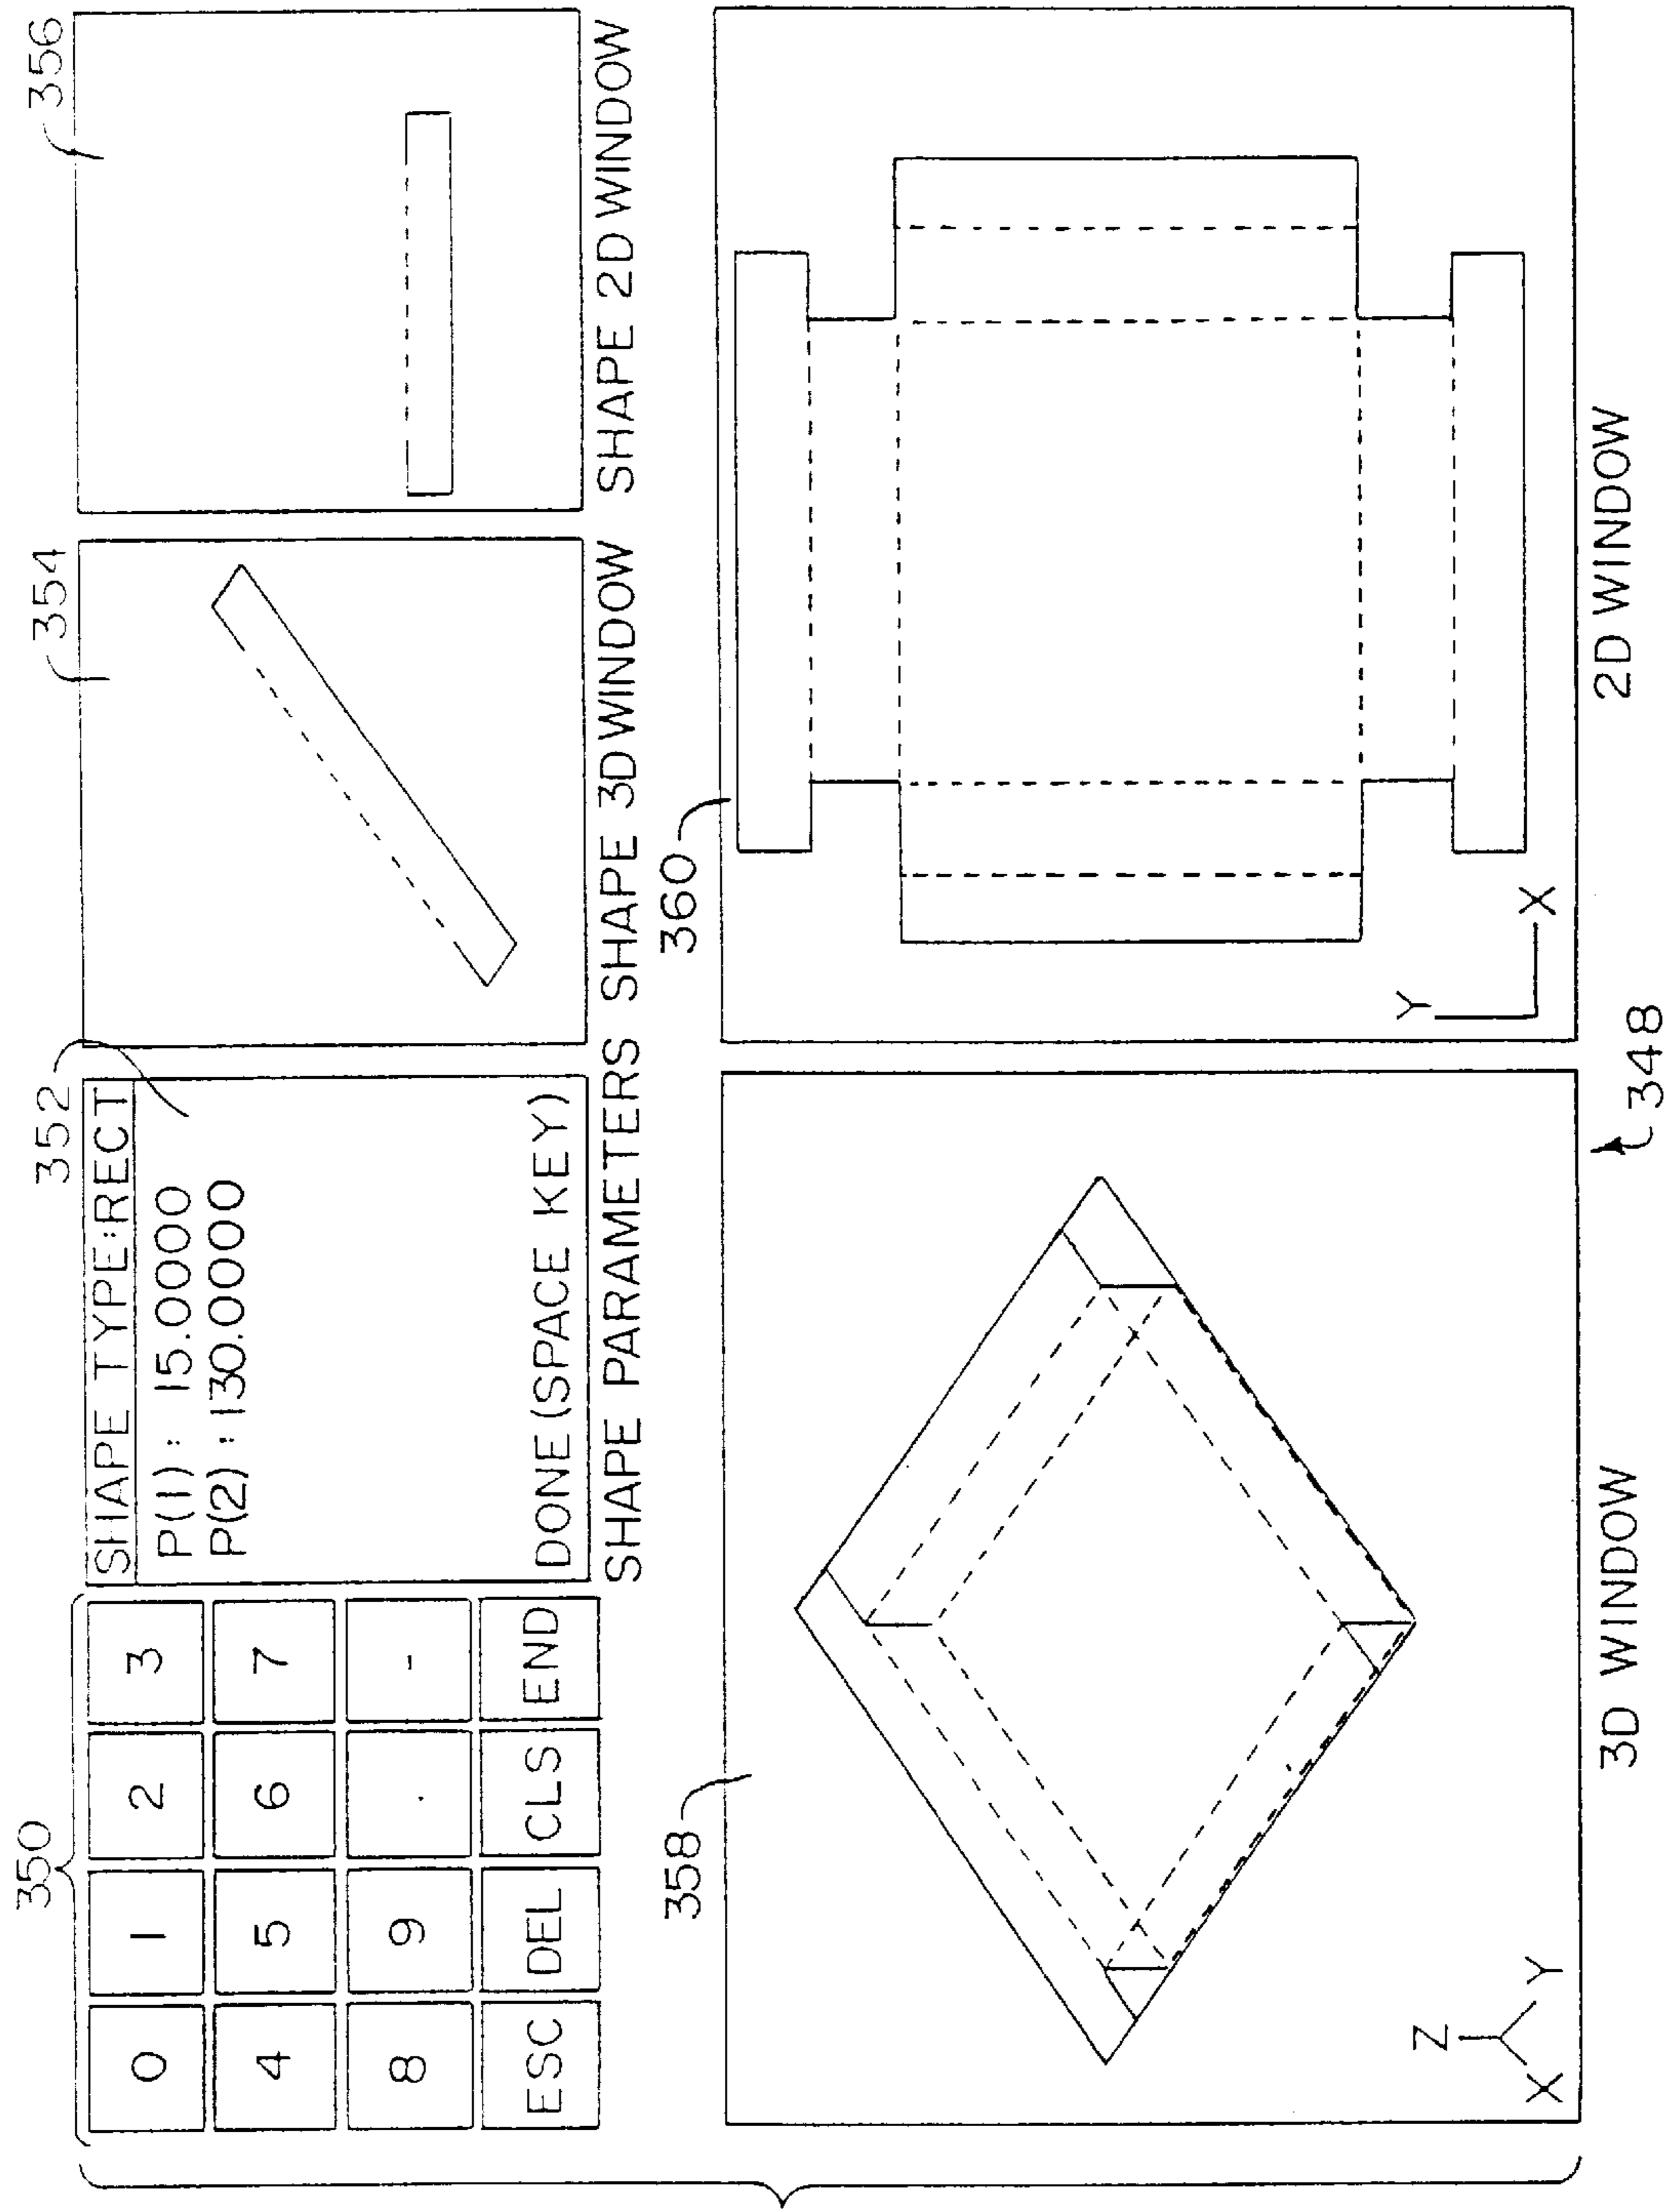 350
0 1 2 3
4 5 6 7
8 9 . -
ESC DEL CLS END
352
SHAPE TYPE:RECT
P(1) : 15.0000
P(2) : 130.0000
DONE (SPACE KEY)
SHAPE PARAMETERS
354
SHAPE 3D WINDOW
356
SHAPE 2D WINDOW
358
Z
X Y
3D WINDOW
360
Y
X
2D WINDOW
348